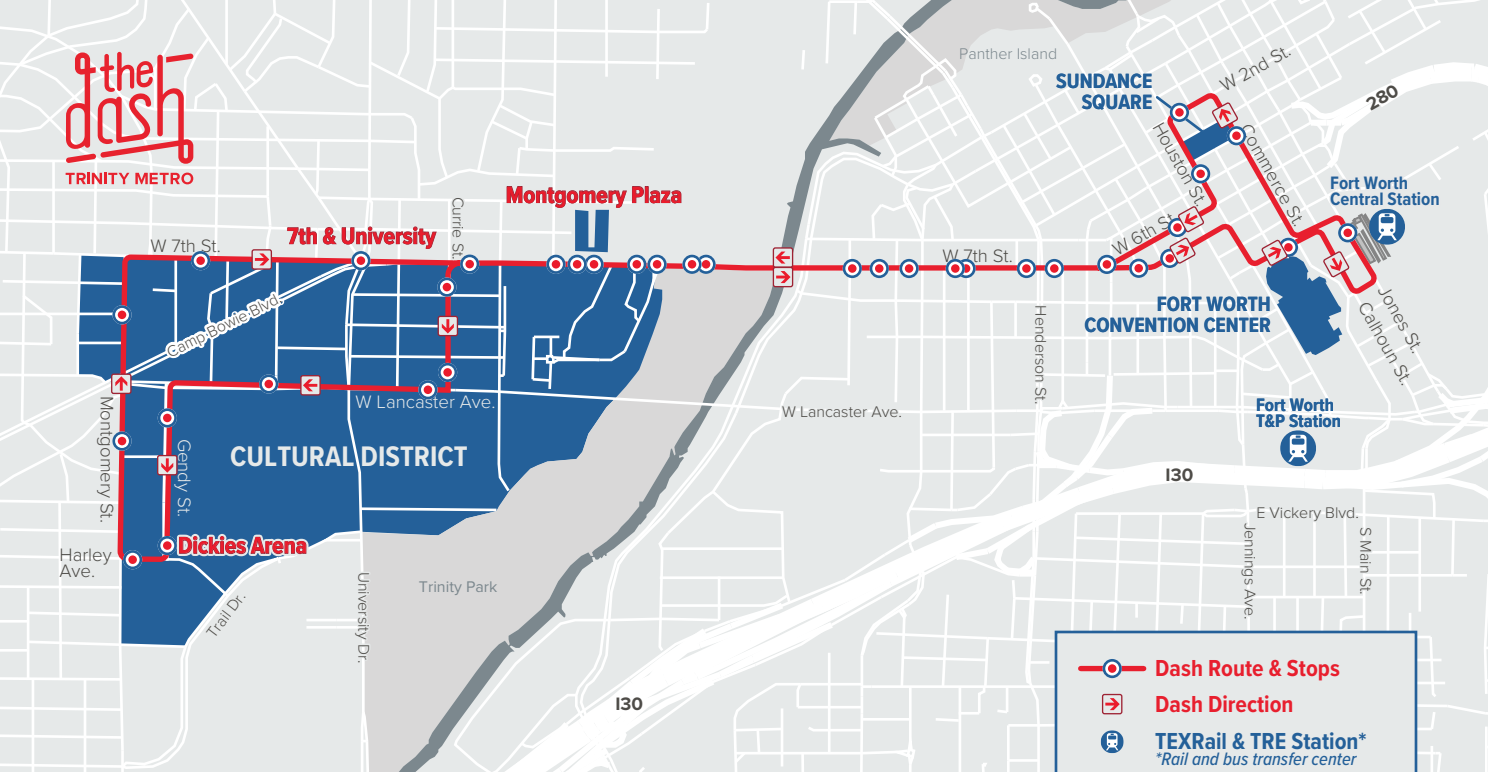 the
dash
TRINITY METRO
Panther Island
SUNDANCE
SQUARE
W 2nd St.
280
Houston St.
Commerce St.
Fort Worth
Central Station
Montgomery Plaza
Currie St.
7th & University
W 7th St.
W 7th St.
W 6th St.
Camp Bowie Blvd.
FORT WORTH
CONVENTION CENTER
Jones St.
Calhoun St.
Henderson St.
W Lancaster Ave.
W Lancaster Ave.
Fort Worth
T&P Station
Montgomery St.
Gendy St.
CULTURAL DISTRICT
I30
E Vickery Blvd.
Jennings Ave.
S Main St.
Dickies Arena
Harley
Ave.
Trail Dr.
University Dr.
Trinity Park
I30
Dash Route & Stops
Dash Direction
TEXRail & TRE Station*
*Rail and bus transfer center